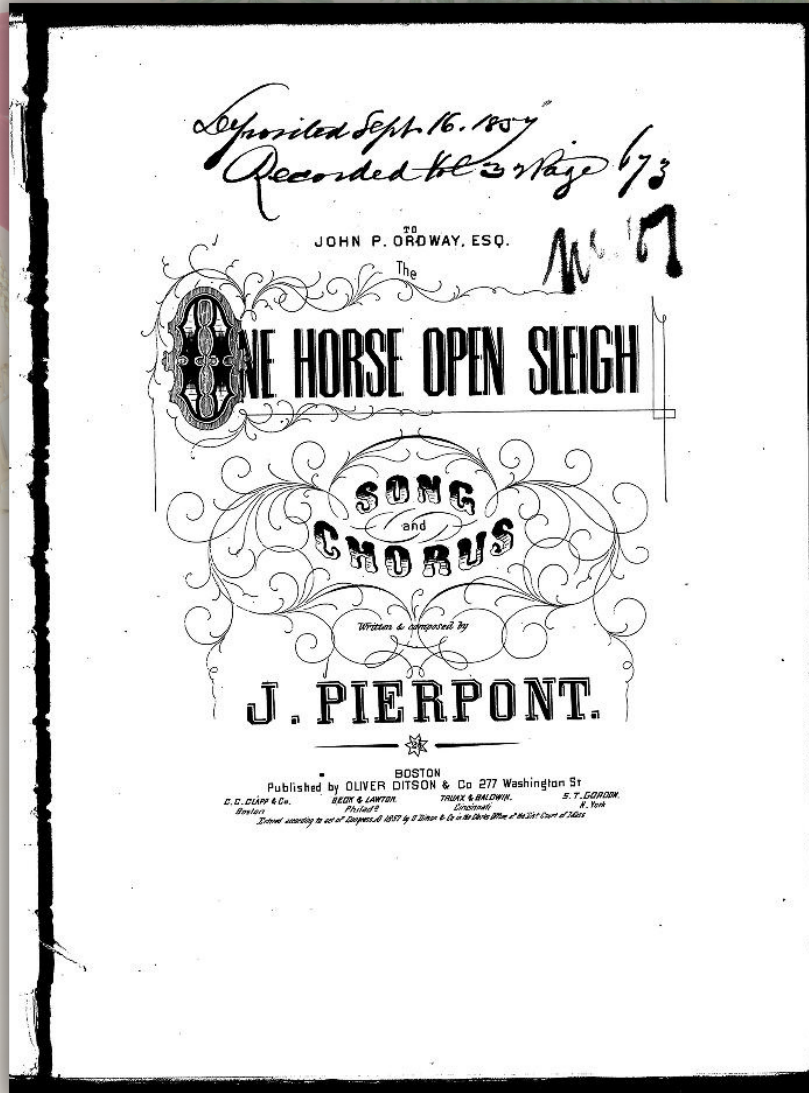 Deposited Sept. 16. 1857
Recorded Vol 32 Page 673
TO
JOHN P. ORDWAY, ESQ.
The
ONE HORSE OPEN SLEIGH
SONG
and
CHORUS
Written & composed by
J. PIERPONT.
BOSTON
Published by OLIVER DITSON & Co 277 Washington St
C.C. CLAPP & Co. BECK & LAWTON. TRUAX & BALDWIN. S.T. GORDON.
Boston Philada Cincinnati N. York
Entered according to act of Congress AD 1857 by O Ditson & Co in the Clerks Office of the Dist Court of Mass